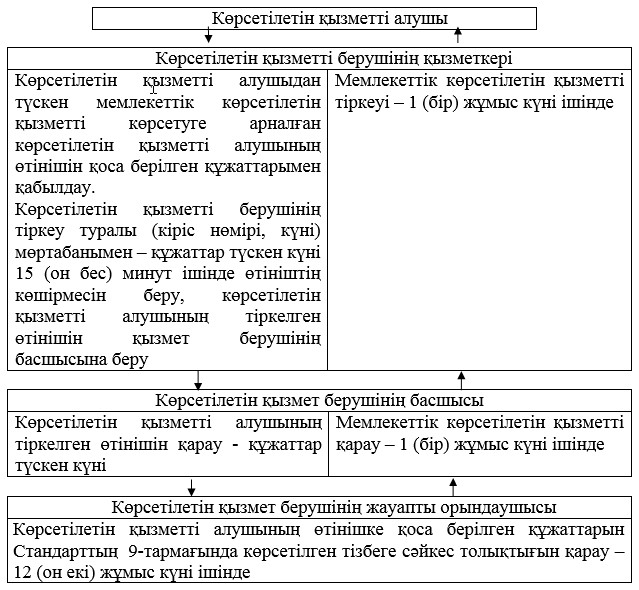 Көрсетілетін қызметті алушы
Көрсетілетін қызметті берушінің қызметкері
Көрсетілетін қызметті алушыдан
түскен мемлекеттік көрсетілетін
қызметті көрсетуге арналған
көрсетілетін қызметті алушының
өтінішін қоса берілген құжаттарымен
қабылдау.
Көрсетілетін қызметті берушінің
тіркеу туралы (кіріс нөмірі, күні)
мөртабанымен – құжаттар түскен күні
15 (он бес) минут ішінде өтініштің
көшірмесін беру, көрсетілетін
қызметті алушының тіркелген
өтінішін қызмет берушінің
басшысына беру
Мемлекеттік көрсетілетін қызметті
тіркеуі – 1 (бір) жұмыс күні ішінде
Көрсетілетін қызмет берушінің басшысы
Көрсетілетін қызметті алушының
тіркелген өтінішін қарау - құжаттар
түскен күні
Мемлекеттік көрсетілетін қызметті
қарау – 1 (бір) жұмыс күні ішінде
Көрсетілетін қызмет берушінің жауапты орындаушысы
Көрсетілетін қызметті алушының өтінішке қоса берілген құжаттарын
Стандарттың 9-тармағында көрсетілген тізбеге сәйкес толықтығын қарау –
12 (он екі) жұмыс күні ішінде